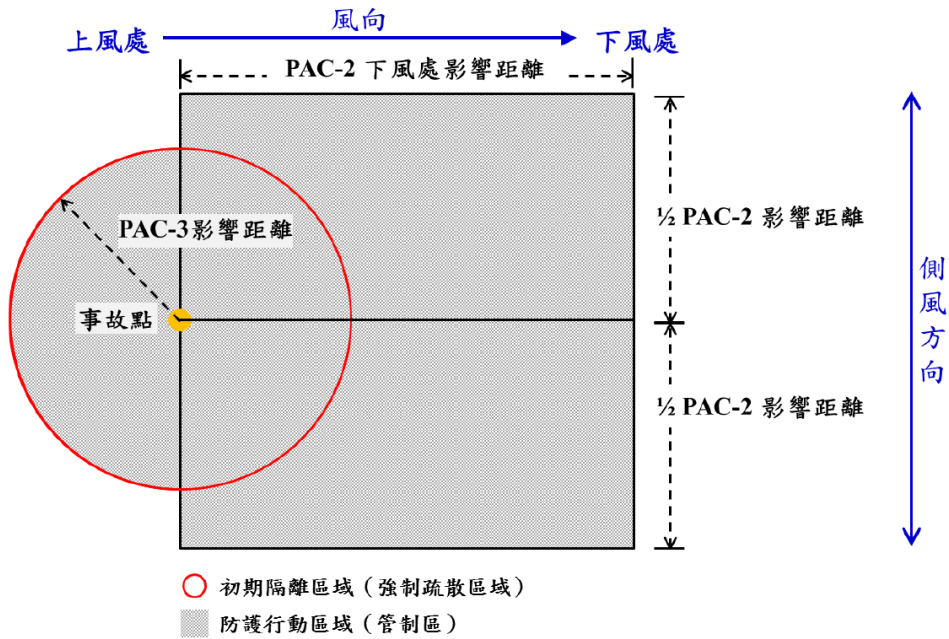 風向
上風處
下風處
PAC-2 下風處影響距離
PAC-3影響距離
½ PAC-2 影響距離
事故點
側風方向
½ PAC-2 影響距離
初期隔離區域（強制疏散區域）
防護行動區域（管制區）